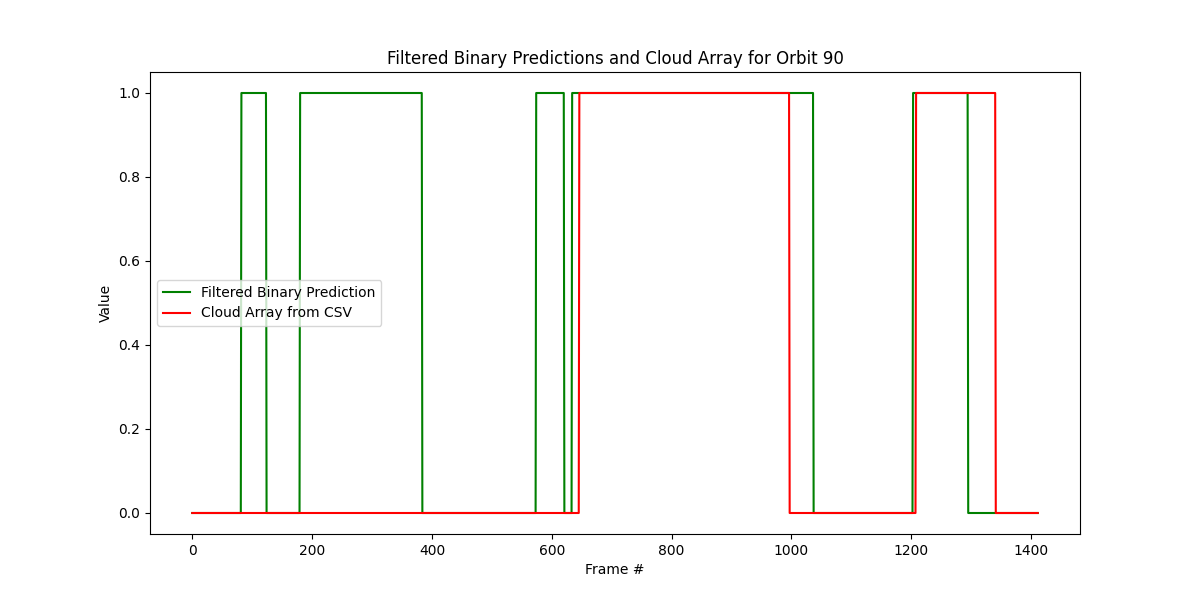 Filtered Binary Predictions and Cloud Array for Orbit 90
1.0
0.8
0.6
0.4
0.2
0.0
Value
Filtered Binary Prediction
Cloud Array from CSV
0 200 400 600 800 1000 1200 1400
Frame #